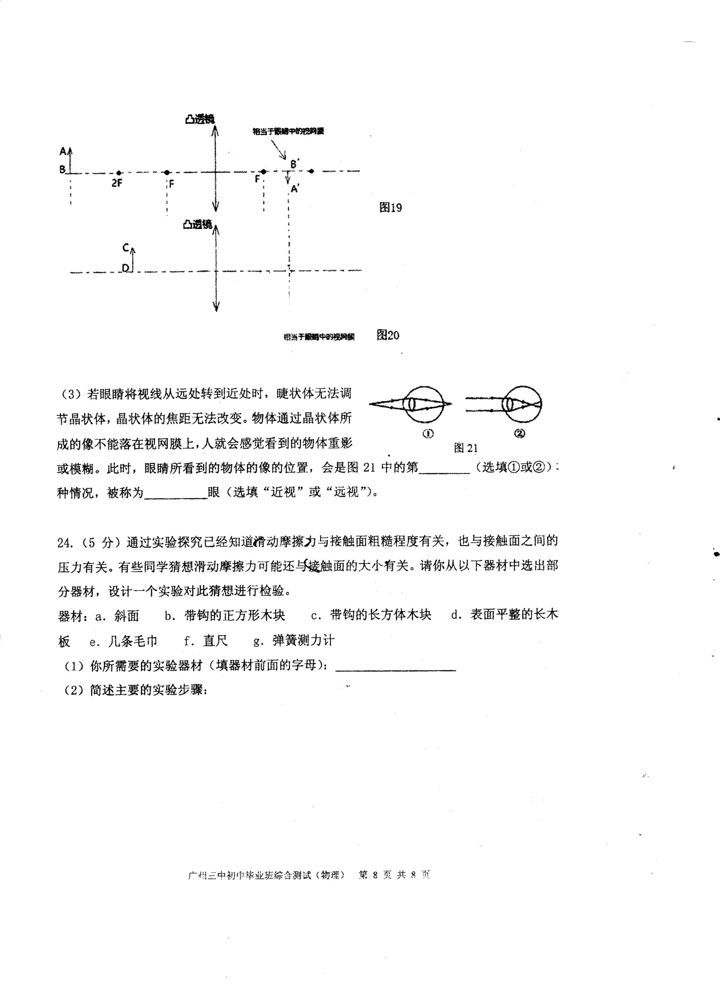 凸透镜
相当于眼睛中的视网膜
A
B
B′
2F
F
F
A′
图19
凸透镜
C
D
相当于眼睛中的视网膜
图20
（3）若眼睛将视线从远处转到近处时，睫状体无法调
节晶状体，晶状体的焦距无法改变。物体通过晶状体所
成的像不能落在视网膜上，人就会感觉看到的物体重影
① ②
图 21
或模糊。此时，眼睛所看到的物体的像的位置，会是图 21 中的第________（选填①或②）:
种情况，被称为__________眼（选填“近视”或“远视”）。
24.（5 分）通过实验探究已经知道滑动摩擦力与接触面粗糙程度有关，也与接触面之间的
压力有关。有些同学猜想滑动摩擦力可能还与接触面的大小有关。请你从以下器材中选出部
分器材，设计一个实验对此猜想进行检验。
器材：a．斜面 b．带钩的正方形木块 c．带钩的长方体木块 d．表面平整的长木
板 e．几条毛巾 f．直尺 g．弹簧测力计
（1）你所需要的实验器材（填器材前面的字母）：___________________
（2）简述主要的实验步骤：
广州三中初中毕业班综合测试（物理） 第 8 页 共 8 页